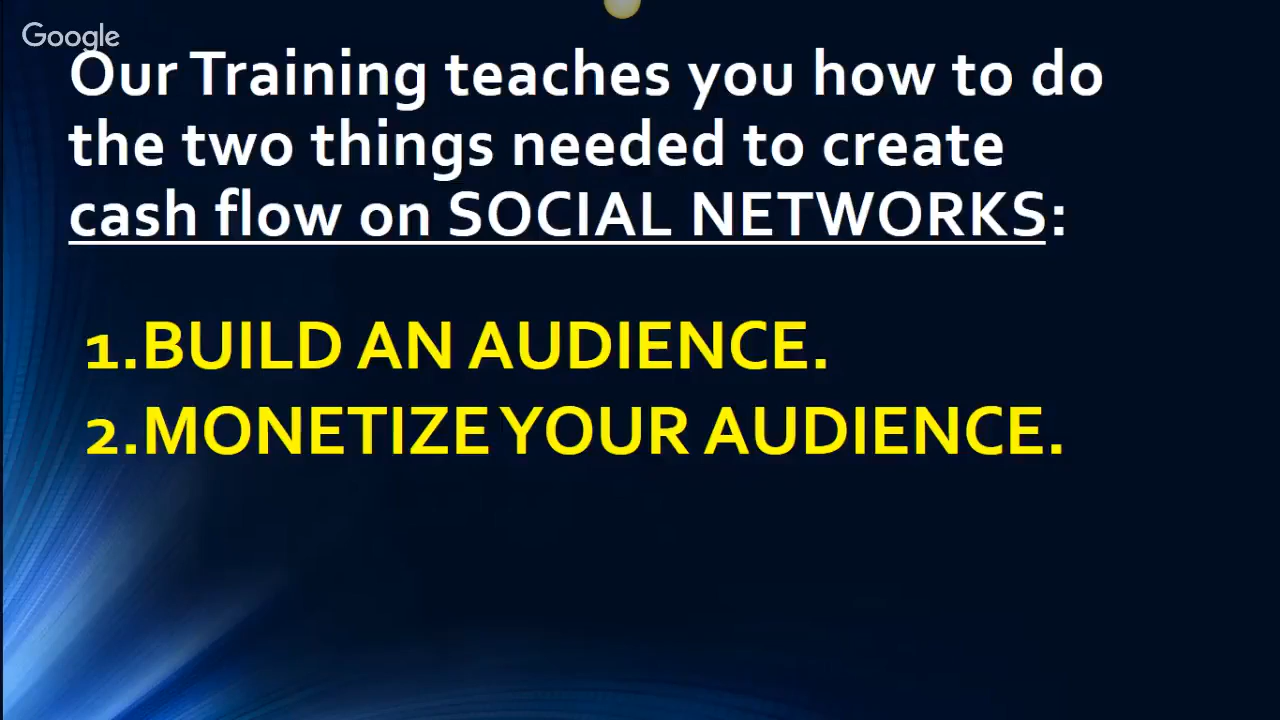 Google
Our Training teaches you how to do
the two things needed to create
cash flow on SOCIAL NETWORKS:
1.BUILD AN AUDIENCE.
2.MONETIZE YOUR AUDIENCE.